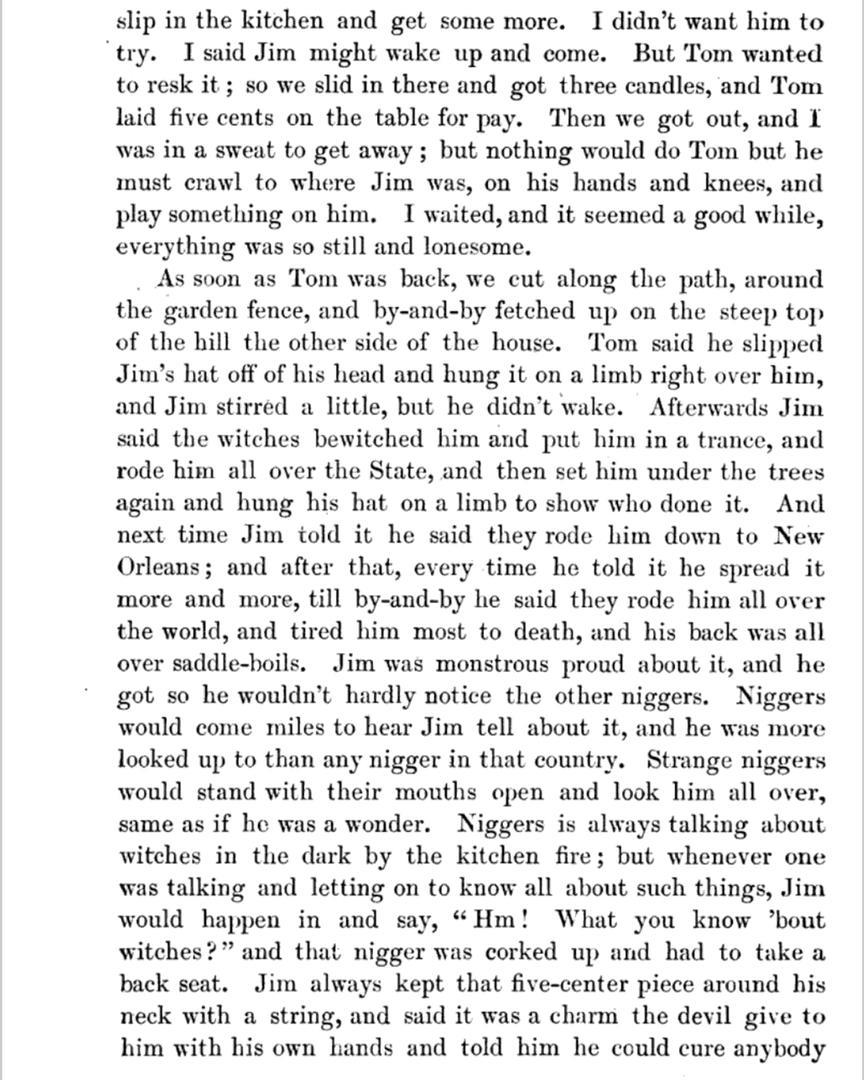 slip in the kitchen and get some more. I didn't want him to
try. I said Jim might wake up and come. But Tom wanted
to resk it; so we slid in there and got three candles, and Tom
laid five cents on the table for pay. Then we got out, and I
was in a sweat to get away; but nothing would do Tom but he
must crawl to where Jim was, on his hands and knees, and
play something on him. I waited, and it seemed a good while,
everything was so still and lonesome.
As soon as Tom was back, we cut along the path, around
the garden fence, and by-and-by fetched up on the steep top
of the hill the other side of the house. Tom said he slipped
Jim's hat off of his head and hung it on a limb right over him,
and Jim stirred a little, but he didn't wake. Afterwards Jim
said the witches bewitched him and put him in a trance, and
rode him all over the State, and then set him under the trees
again and hung his hat on a limb to show who done it. And
next time Jim told it he said they rode him down to New
Orleans; and after that, every time he told it he spread it
more and more, till by-and-by he said they rode him all over
the world, and tired him most to death, and his back was all
over saddle-boils. Jim was monstrous proud about it, and he
got so he wouldn't hardly notice the other niggers. Niggers
would come miles to hear Jim tell about it, and he was more
looked up to than any nigger in that country. Strange niggers
would stand with their mouths open and look him all over,
same as if he was a wonder. Niggers is always talking about
witches in the dark by the kitchen fire; but whenever one
was talking and letting on to know all about such things, Jim
would happen in and say, "Hm! What you know 'bout
witches?" and that nigger was corked up and had to take a
back seat. Jim always kept that five-center piece around his
neck with a string, and said it was a charm the devil give to
him with his own hands and told him he could cure anybody